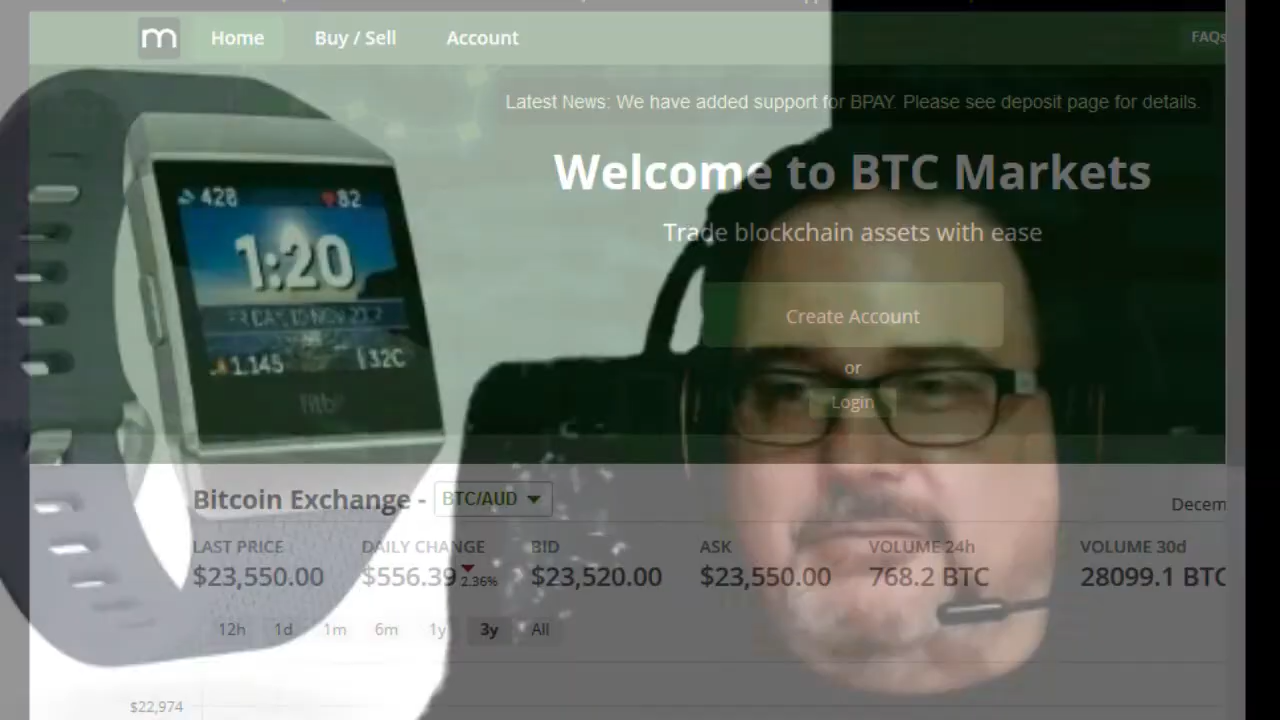 m Home Buy / Sell Account FAQs
Latest News: We have added support for BPAY. Please see deposit page for details.
Welcome to BTC Markets
Trade blockchain assets with ease
Create Account
or
Login
428 82
1:20
1,145 32C
fitbit
Bitcoin Exchange - BTC/AUD Decem
LAST PRICE DAILY CHANGE BID ASK VOLUME 24h VOLUME 30d
$23,550.00 $556.39 2.36% $23,520.00 $23,550.00 768.2 BTC 28099.1 BTC
12h 1d 1m 6m 1y 3y All
$22,974